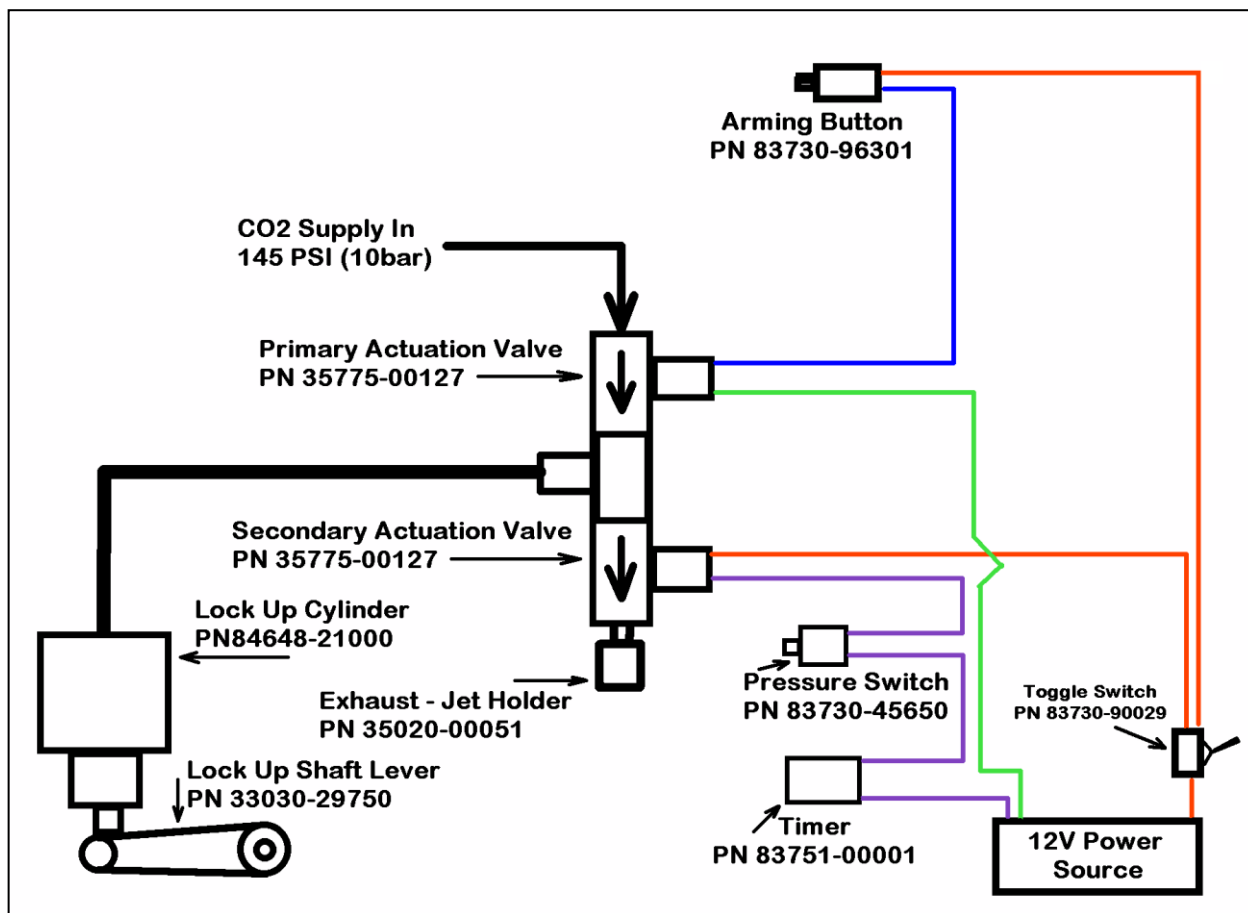 Arming Button
PN 83730-96301
CO2 Supply In
145 PSI (10bar)
Primary Actuation Valve
PN 35775-00127
Secondary Actuation Valve
PN 35775-00127
Lock Up Cylinder
PN84648-21000
Exhaust - Jet Holder
PN 35020-00051
Pressure Switch
PN 83730-45650
Toggle Switch
PN 83730-90029
Lock Up Shaft Lever
PN 33030-29750
Timer
PN 83751-00001
12V Power
Source